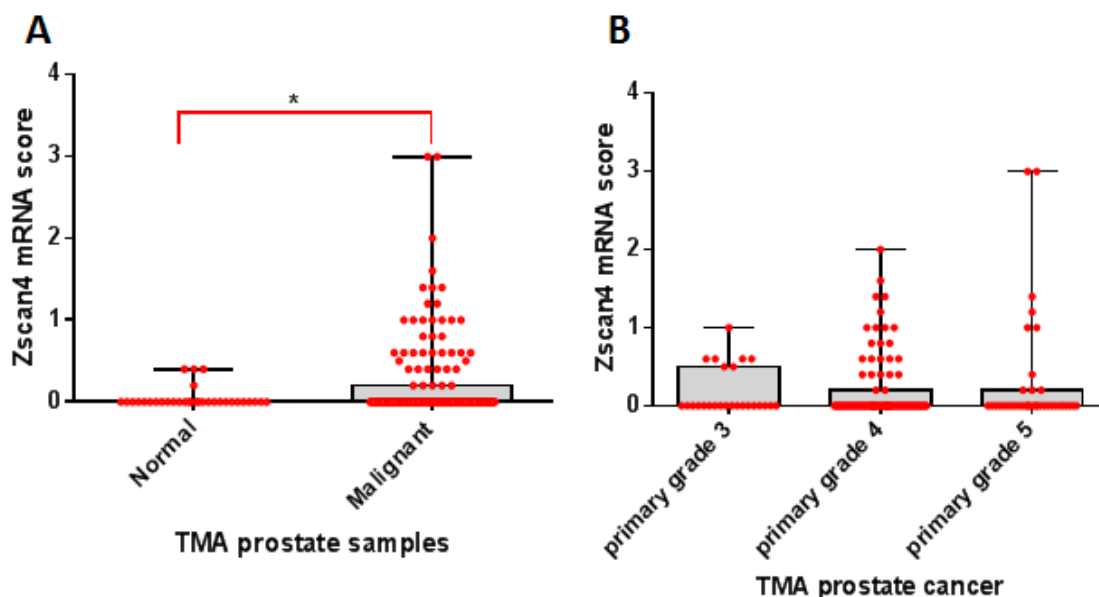 A
Zscan4 mRNA score
4
3
2
1
0
*
Normal
Malignant
TMA prostate samples
B
Zscan4 mRNA score
4
3
2
1
0
primary grade 3
primary grade 4
primary grade 5
TMA prostate cancer